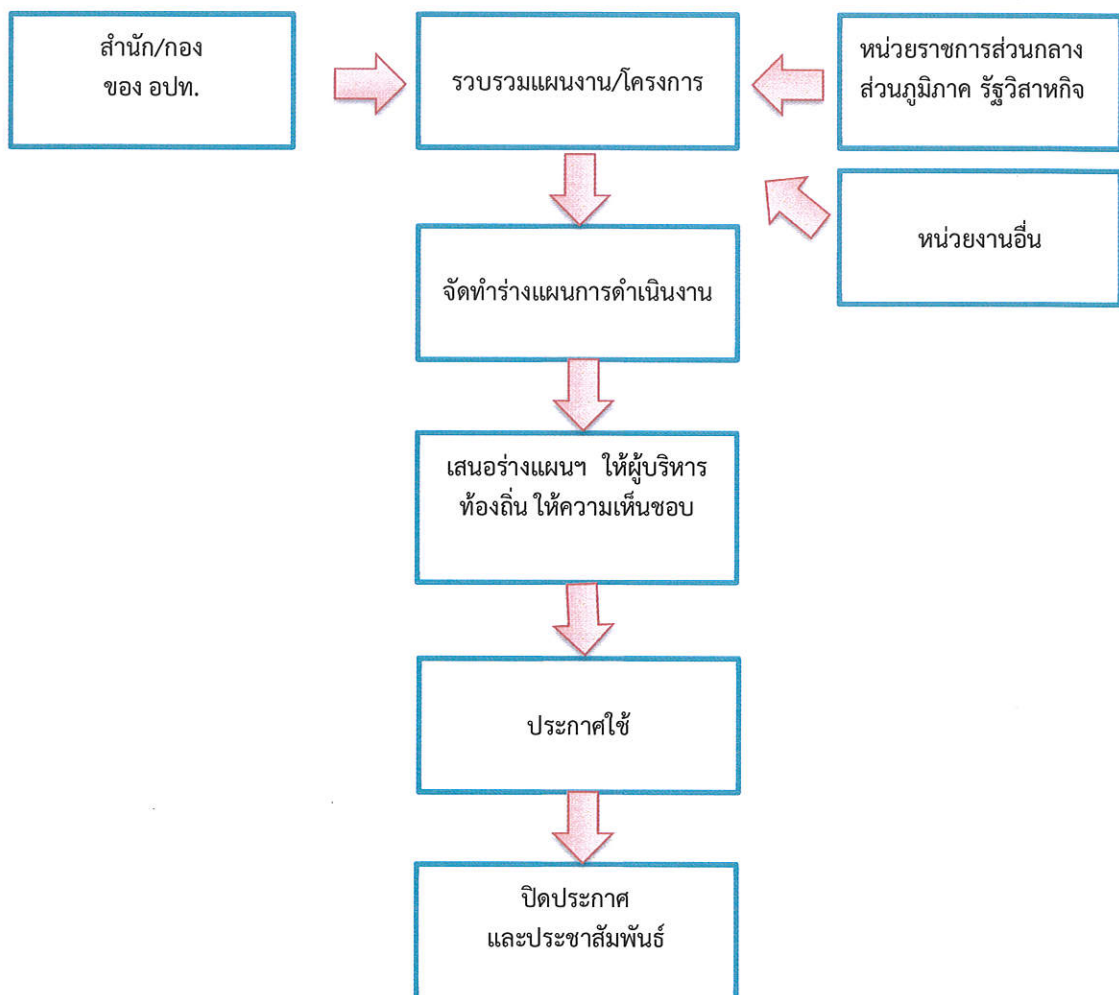 สำนัก/กอง
ของ อปท.
รวบรวมแผนงาน/โครงการ
หน่วยราชการส่วนกลาง
ส่วนภูมิภาค รัฐวิสาหกิจ
หน่วยงานอื่น
จัดทำร่างแผนการดำเนินงาน
เสนอร่างแผนฯ ให้ผู้บริหาร
ท้องถิ่น ให้ความเห็นชอบ
ประกาศใช้
ปิดประกาศ
และประชาสัมพันธ์